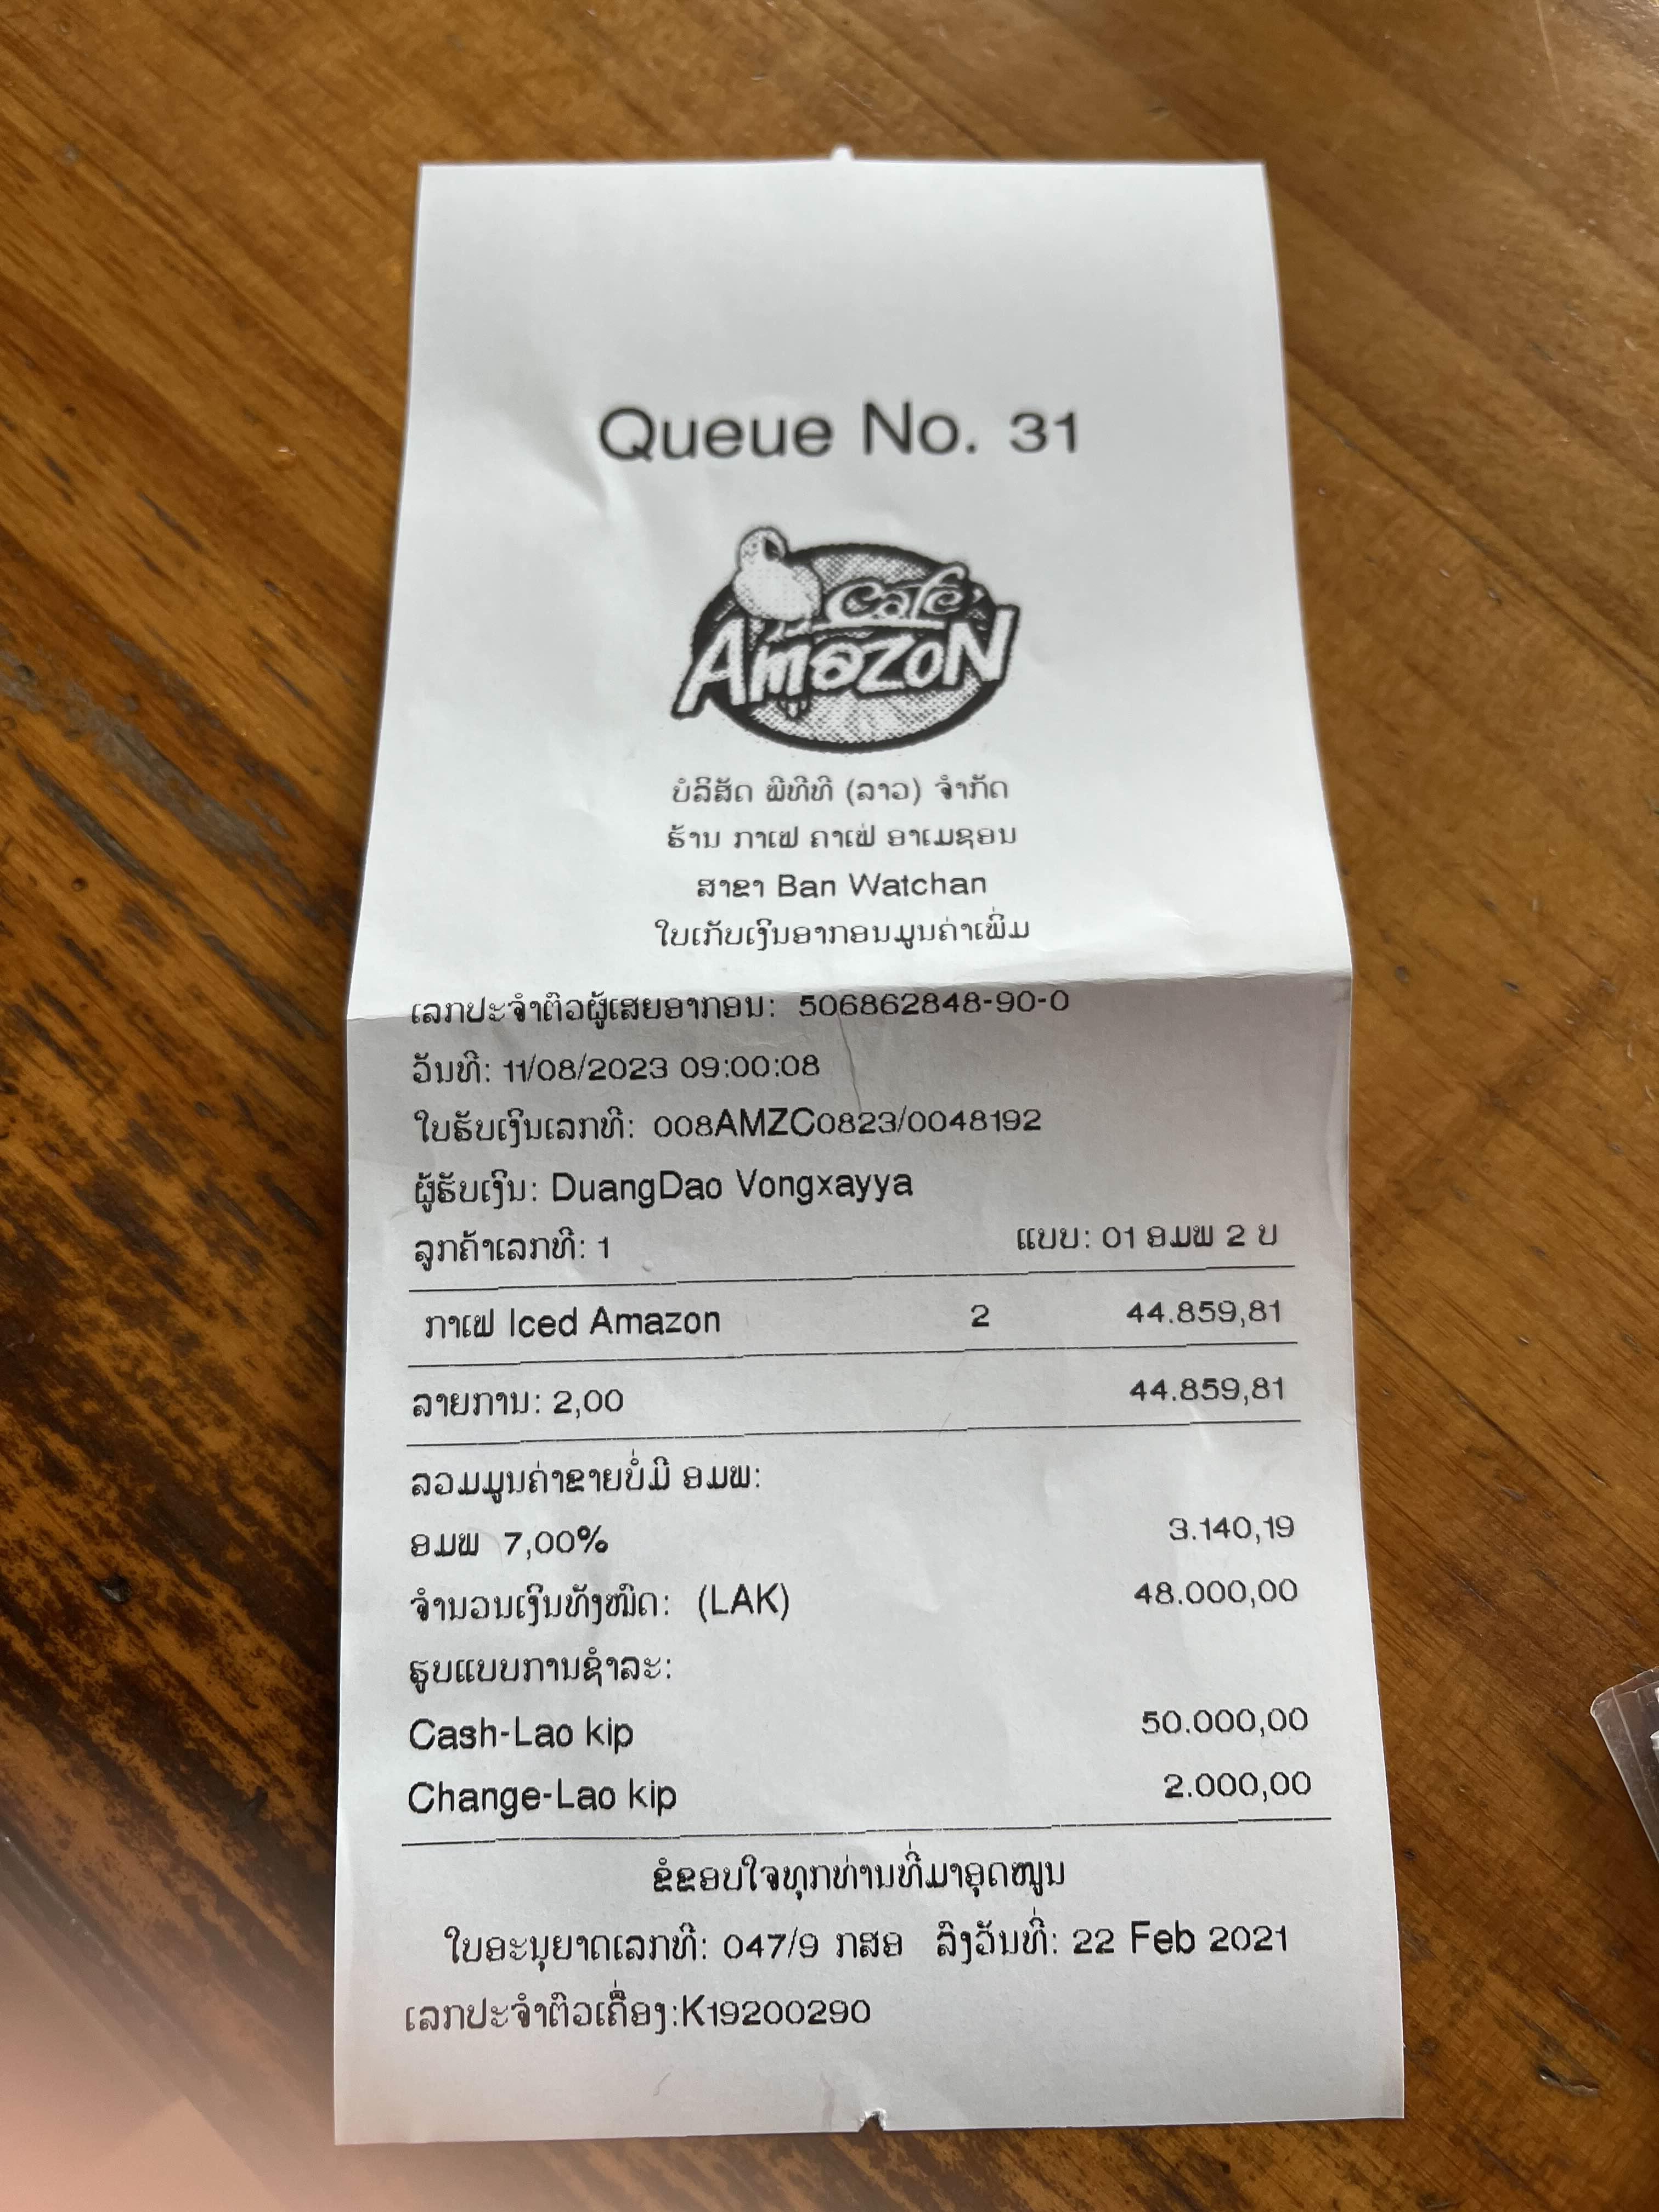 Queue No. 31
Café
AmazoN
ບໍລິສັດ ພີທີທີ (ລາວ) ຈຳກັດ
ຮ້ານ ກາເຟ ຄາເຟ່ ອາເມຊອນ
ສາຂາ Ban Watchan
ໃບເກັບເງິນອາກອນມູນຄ່າເພີ່ມ
ເລກປະຈຳຕົວຜູ້ເສຍອາກອນ: 506862848-90-0
ວັນທີ: 11/08/2023 09:00:08
ໃບຮັບເງິນເລກທີ: 008AMZC0823/0048192
ຜູ້ຮັບເງິນ: DuangDao Vongxayya
ລູກຄ້າເລກທີ: 1 ແບບ: 01 ອມພ 2 ບ
ກາເຟ Iced Amazon 2 44.859,81
ລາຍການ: 2,00 44.859,81
ລວມມູນຄ່າຂາຍບໍ່ມີ ອມພ:
ອມພ 7,00% 3.140,19
ຈຳນວນເງິນທັງໝົດ: (LAK) 48.000,00
ຮູບແບບການຊຳລະ:
Cash-Lao kip 50.000,00
Change-Lao kip 2.000,00
ຂໍຂອບໃຈທຸກທ່ານທີ່ມາອຸດໜູນ
ໃບອະນຸຍາດເລກທີ: 047/9 ກສອ ລົງວັນທີ່: 22 Feb 2021
ເລກປະຈຳຕົວເຄື່ອງ:K19200290